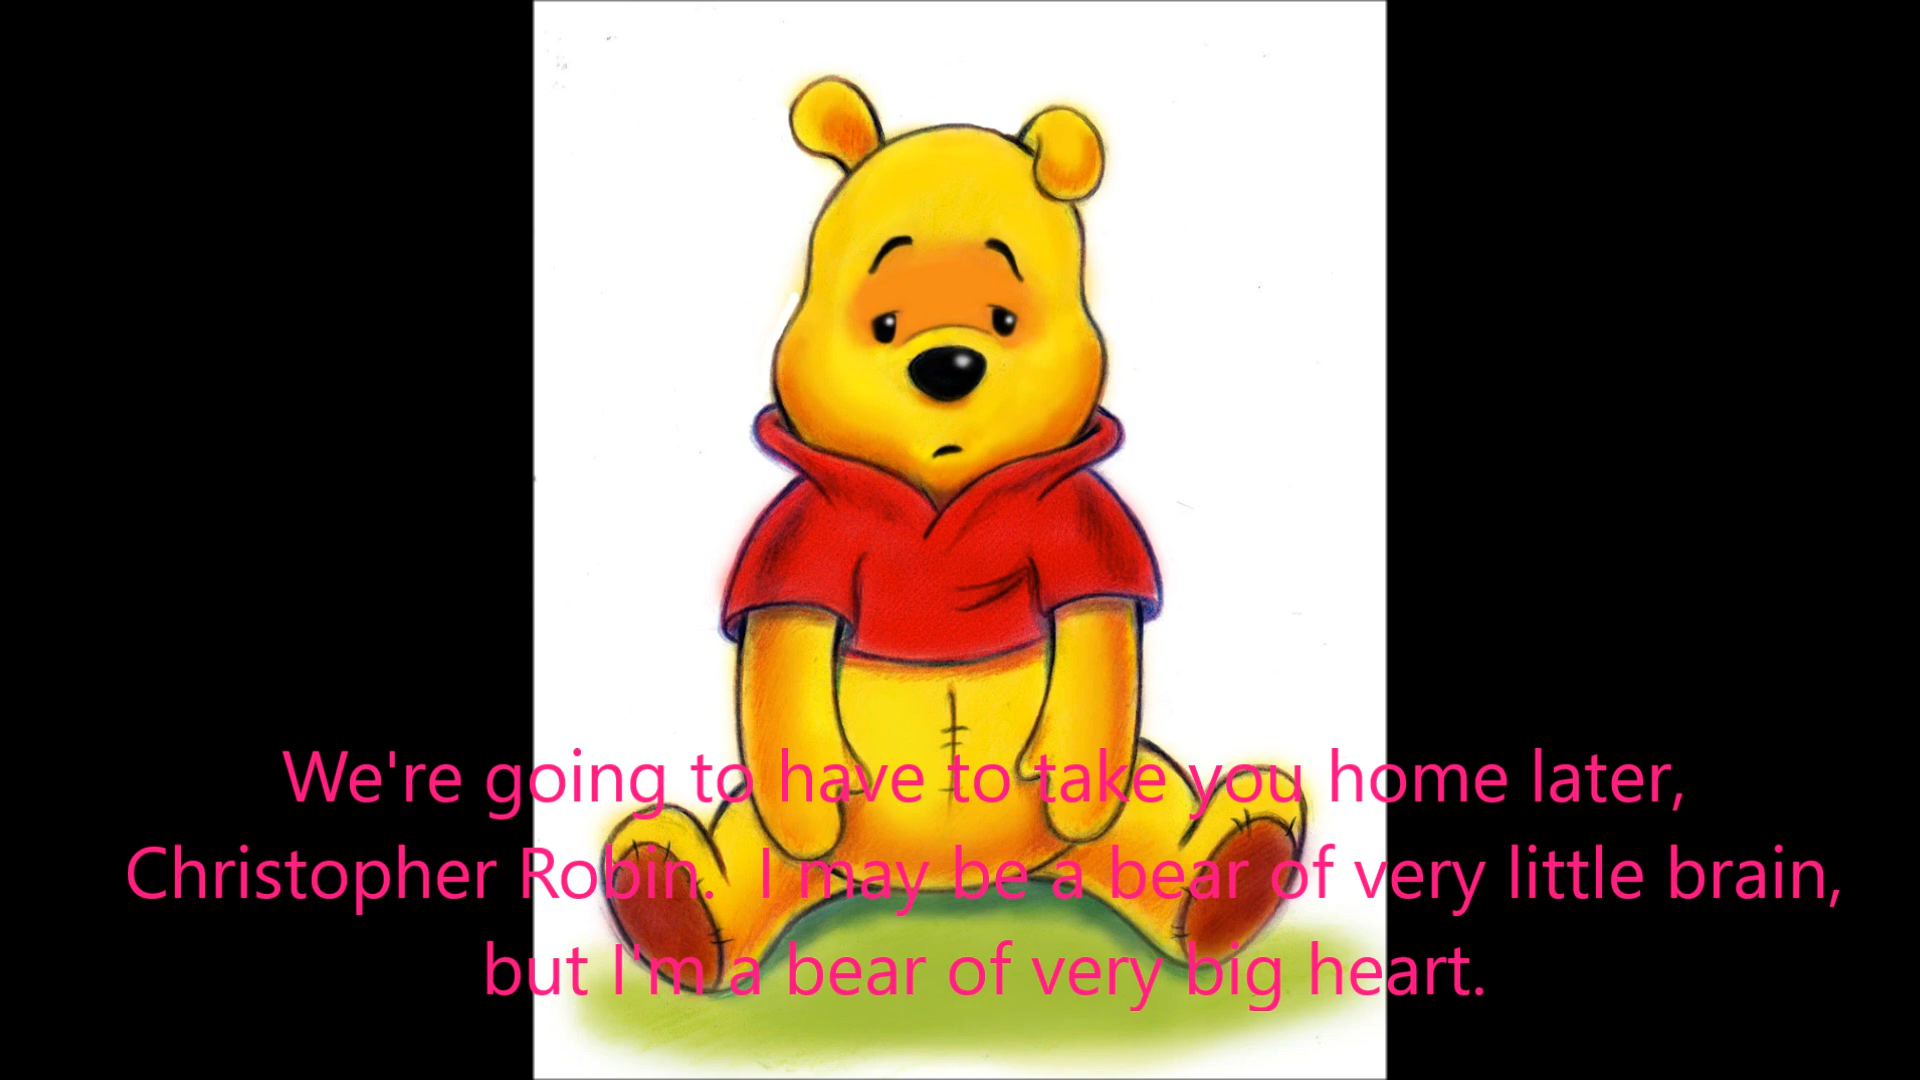 We're going to have to take you home later,
Christopher Robin.  I may be a bear of very little brain,
but I'm a bear of very big heart.